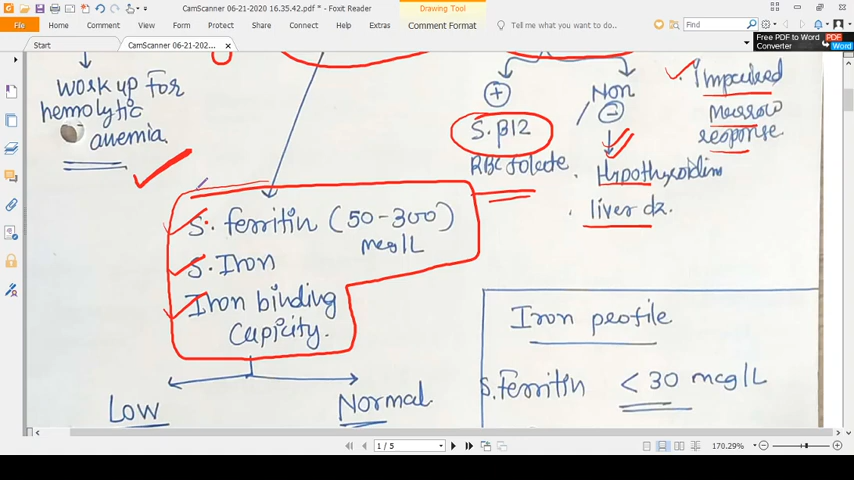 CamScanner 06-21-2020 16.35.42.pdf * - Foxit Reader
Drawing Tool
File
Home
Comment
View
Form
Protect
Share
Connect
Help
Extras
Comment Format
Tell me what you want to do...
Find
Start
CamScanner 06-21-202...
Free PDF to Word
Converter
PDF
Work up for
hemolytic
anemia.
+
S. B12
RBC folate
Non
Hypothyroidism
liver dz.
Impaired
Marrow
response
S. ferritin (50-300)
mcg/L
S. Iron
Iron binding
Capicity.
Low
Normal
Iron profile
S. ferritin < 30 mcg/L
1 / 5
170.29%